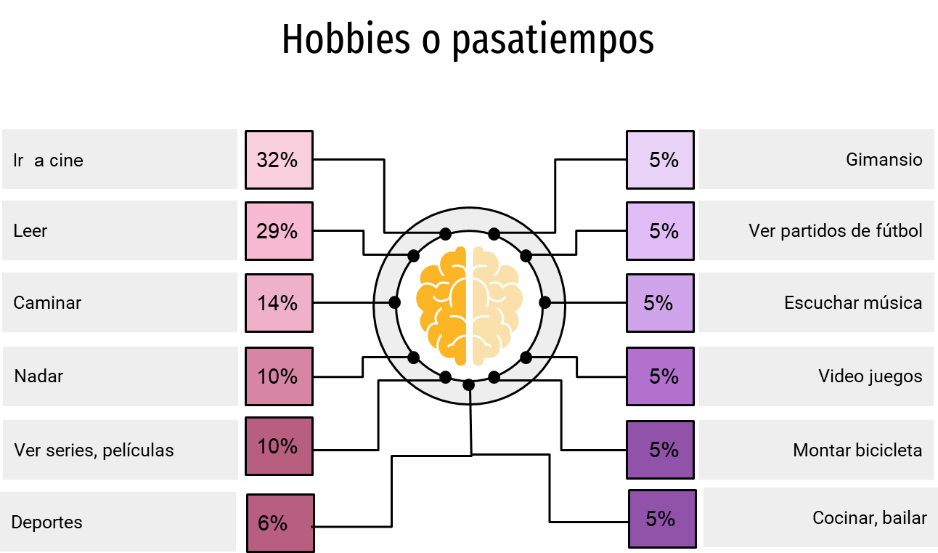 Hobbies o pasatiempos
Ir a cine
32%
Leer
29%
Caminar
14%
Nadar
10%
Ver series, películas
10%
Deportes
6%
5%
Gimansio
5%
Ver partidos de fútbol
5%
Escuchar música
5%
Video juegos
5%
Montar bicicleta
5%
Cocinar, bailar